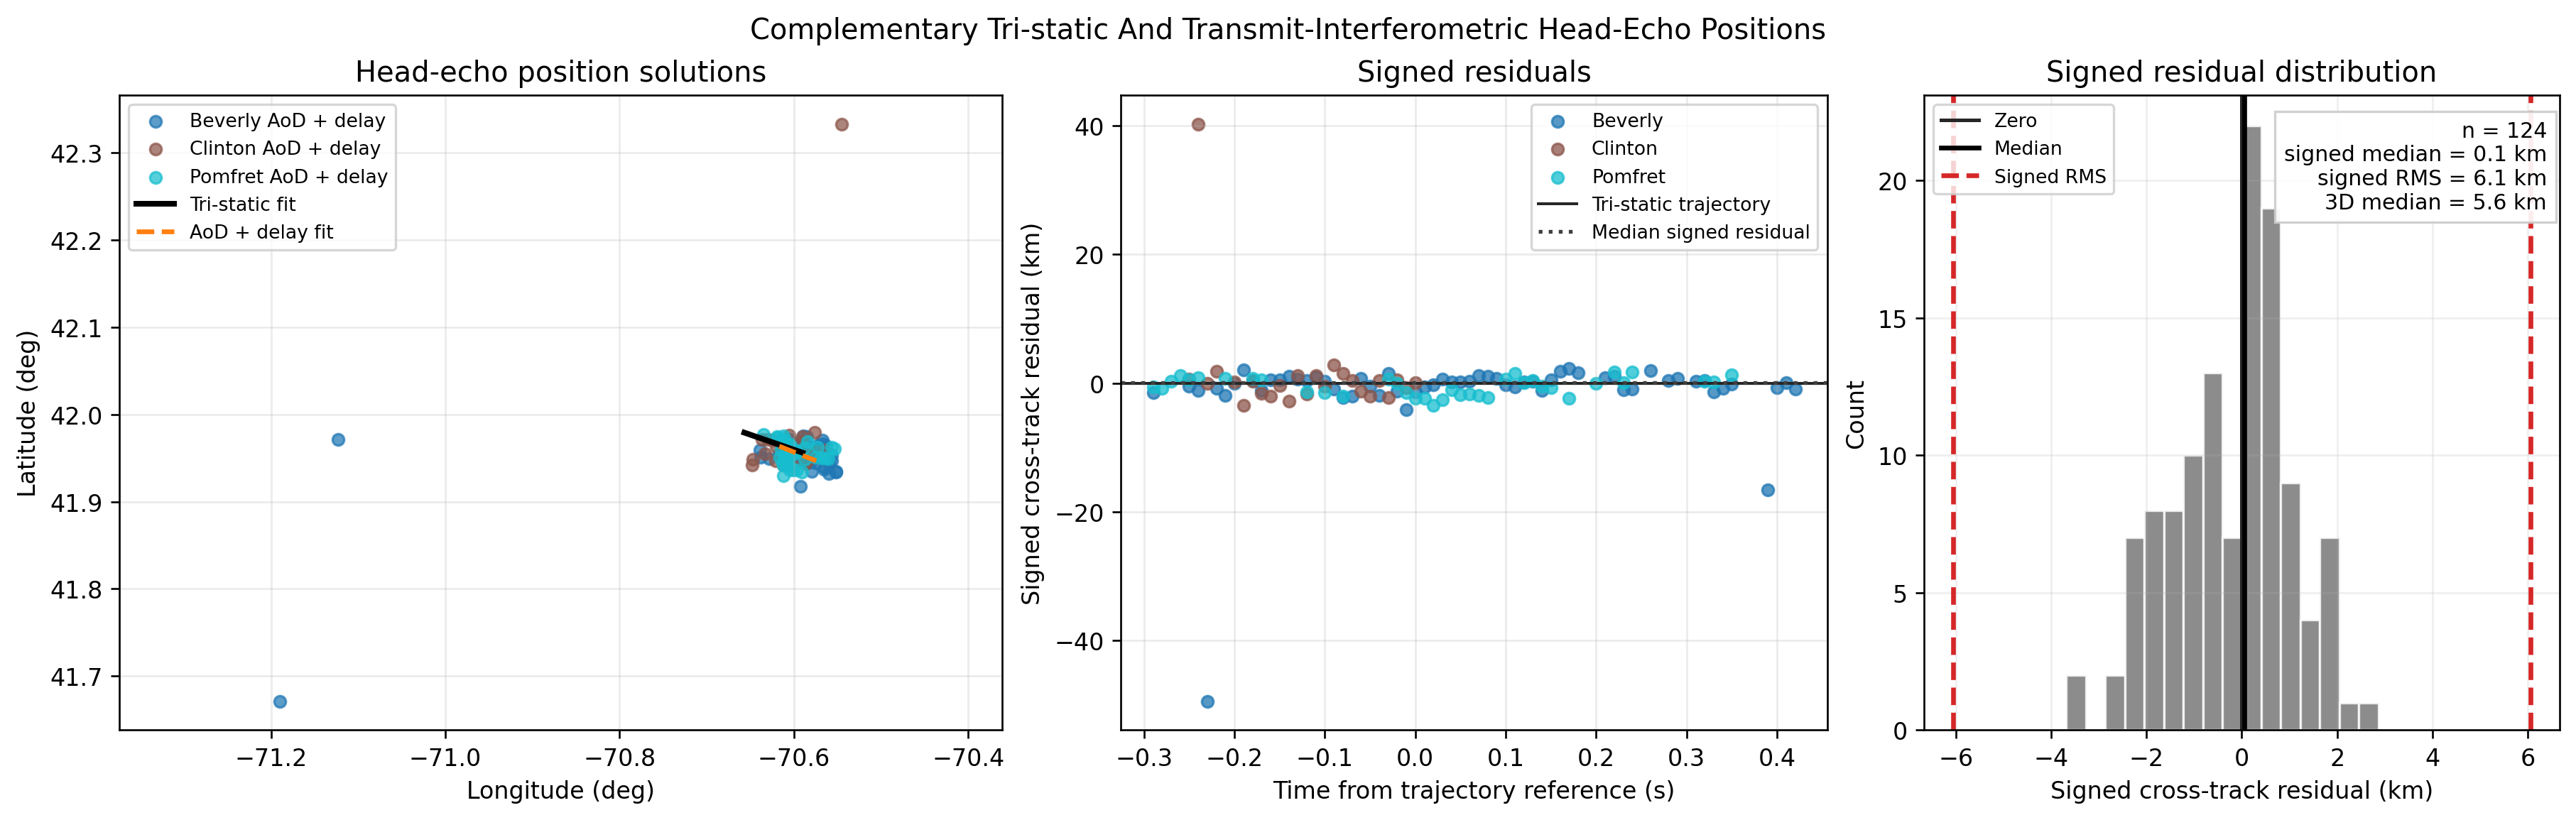 Complementary Tri-static And Transmit-Interferometric Head-Echo Positions
Head-echo position solutions
Beverly AoD + delay
Clinton AoD + delay
Pomfret AoD + delay
Tri-static fit
AoD + delay fit
42.3
42.2
42.1
42.0
41.9
41.8
41.7
Latitude (deg)
−71.2
−71.0
−70.8
−70.6
−70.4
Longitude (deg)
Signed residuals
Beverly
Clinton
Pomfret
Tri-static trajectory
Median signed residual
40
20
0
−20
−40
Signed cross-track residual (km)
−0.3
−0.2
−0.1
0.0
0.1
0.2
0.3
0.4
Time from trajectory reference (s)
Signed residual distribution
Zero
Median
Signed RMS
n = 124
signed median = 0.1 km
signed RMS = 6.1 km
3D median = 5.6 km
20
15
10
5
0
Count
−6
−4
−2
0
2
4
6
Signed cross-track residual (km)